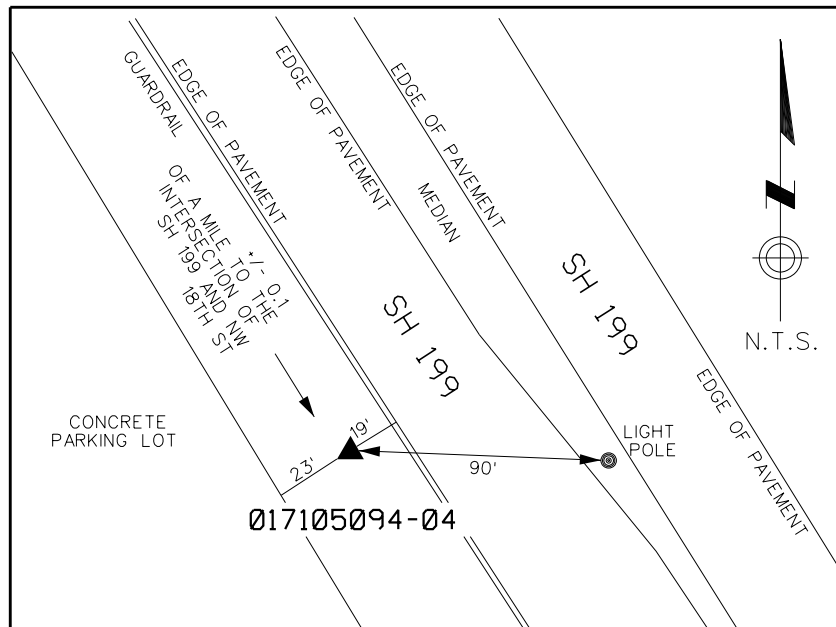 GUARDRAIL
EDGE OF PAVEMENT
EDGE OF PAVEMENT
MEDIAN
EDGE OF PAVEMENT
+/- 0.1
OF A MILE TO THE
INTERSECTION OF
SH 199 AND NW
18TH ST
SH 199
SH 199
N.T.S.
EDGE OF PAVEMENT
CONCRETE
PARKING LOT
19'
23'
90'
LIGHT
POLE
017105094-04